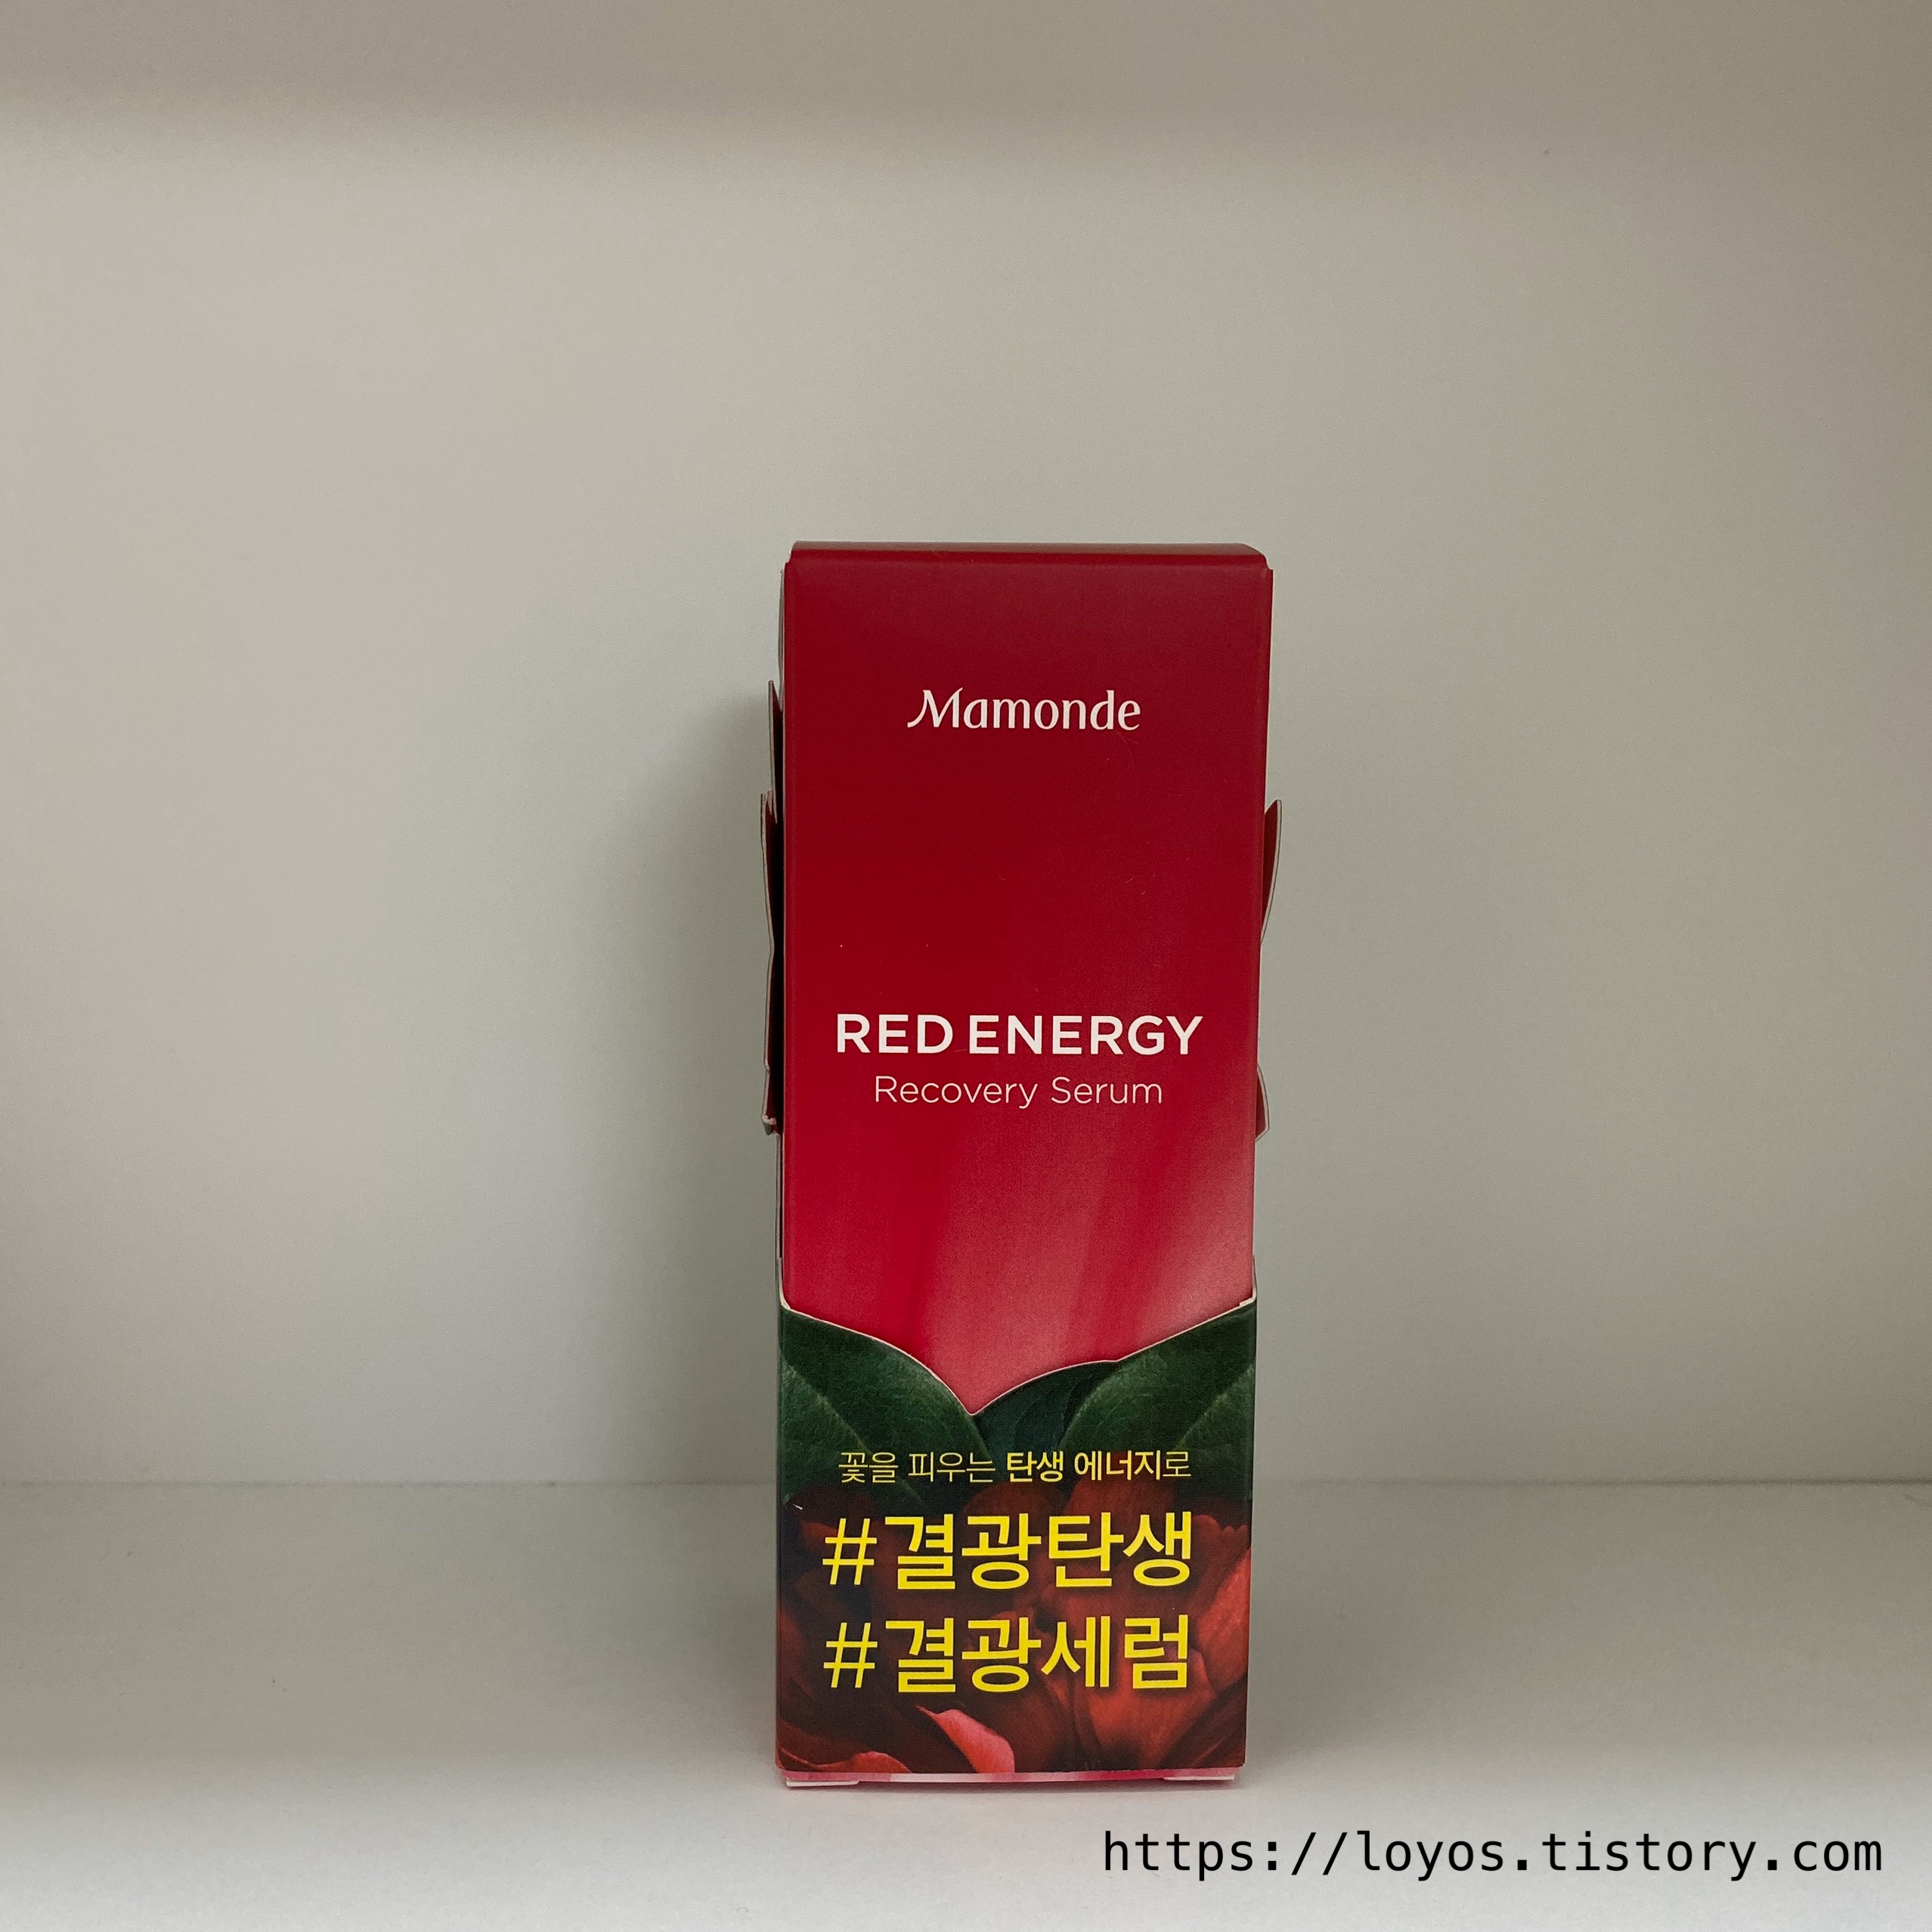 Mamonde
RED ENERGY
Recovery Serum
꽃을 피우는 탄생 에너지로
#결광탄생
#결광세럼
https://loyos.tistory.com